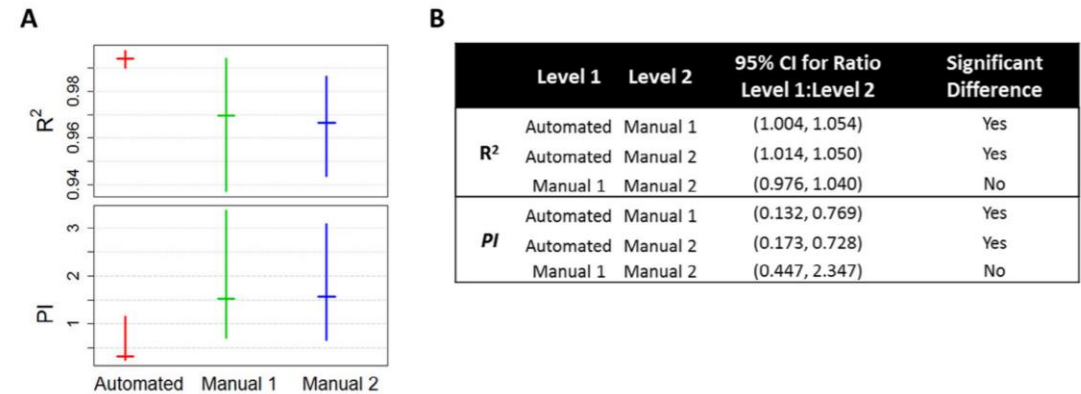 A
R²
0.98
0.96
0.94
PI
3
2
1
Automated Manual 1 Manual 2
B
Level 1 Level 2 95% CI for Ratio Level 1:Level 2 Significant Difference
R² Automated Manual 1 (1.004, 1.054) Yes
Automated Manual 2 (1.014, 1.050) Yes
Manual 1 Manual 2 (0.976, 1.040) No
PI Automated Manual 1 (0.132, 0.769) Yes
Automated Manual 2 (0.173, 0.728) Yes
Manual 1 Manual 2 (0.447, 2.347) No